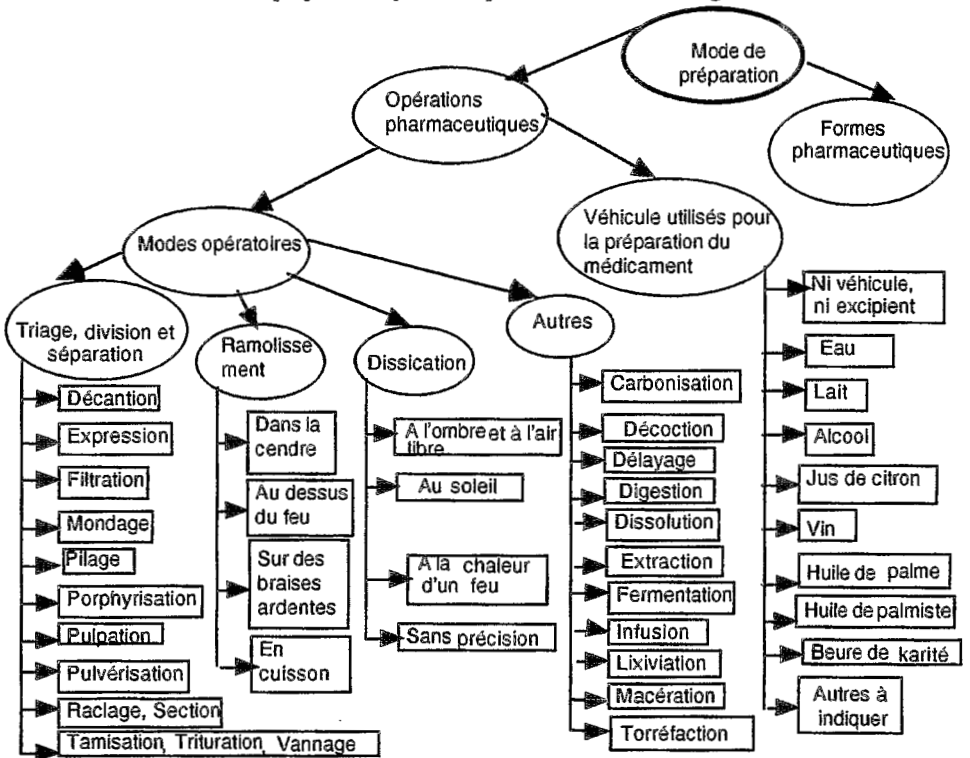 Mode de
préparation
Opérations
pharmaceutiques
Formes
pharmaceutiques
Modes opératoires
Véhicule utilisés pour
la préparation du
médicament
Triage, division et
séparation
Ramolisse
ment
Dissication
Autres
Décantion
Expression
Filtration
Mondage
Pilage
Porphyrisation
Pulpation
Pulvérisation
Raclage, Section
Tamisation, Trituration, Vannage
Dans la
cendre
Au dessus
du feu
Sur des
braises
ardentes
En
cuisson
A l'ombre et à l'air
libre
Au soleil
A la chaleur
d'un feu
Sans précision
Carbonisation
Décoction
Délayage
Digestion
Dissolution
Extraction
Fermentation
Infusion
Lixiviation
Macération
Torréfaction
Ni véhicule,
ni excipient
Eau
Lait
Alcool
Jus de citron
Vin
Huile de palme
Huile de palmiste
Beure de karité
Autres à
indiquer